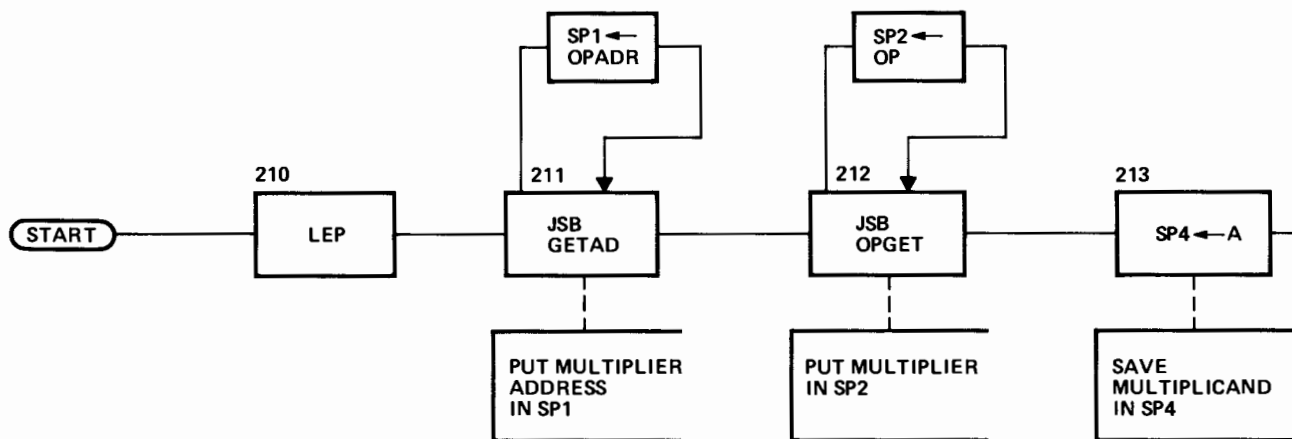 SP1 ←
OPADR
SP2 ←
OP
210
211
212
213
START
LEP
JSB
GETAD
JSB
OPGET
SP4 ← A
PUT MULTIPLIER
ADDRESS
IN SP1
PUT MULTIPLIER
IN SP2
SAVE
MULTIPLICAND
IN SP4